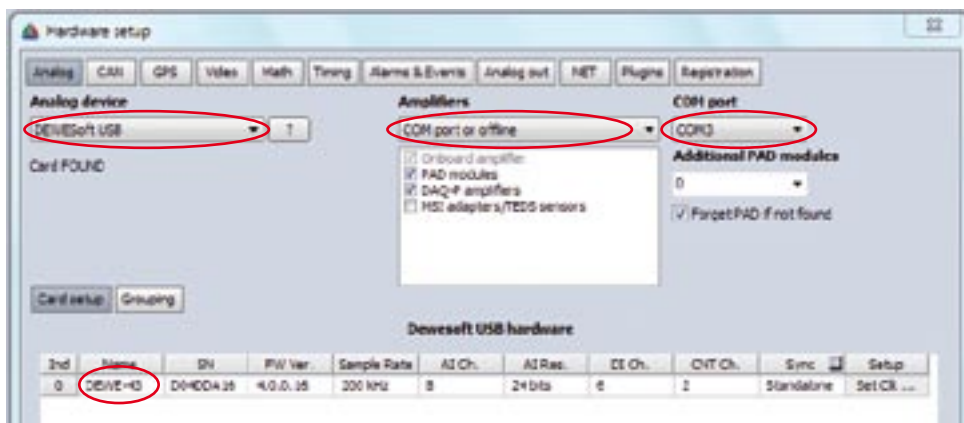 Hardware setup
Analog CAN GPS Video Math Timing Alarms & Events Analog out NET Plugins Registration
Analog device Amplifiers COM port
DEWESoft USB ? COM port or offline COM3
Card FOUND
Onboard amplifier
PAD modules
DAQ-P amplifiers
MSI adapters/TEDS sensors
Additional PAD modules
0
Forget PAD if not found
Card setup Grouping
Dewesoft USB hardware
Ind Name SN FW Ver. Sample Rate AI Ch. AI Res. DI Ch. CNT Ch. Sync Setup
0 DEWE-43 4.0.0.16 200 kHz 8 24 bits 6 2 Standalone Set Clk ...